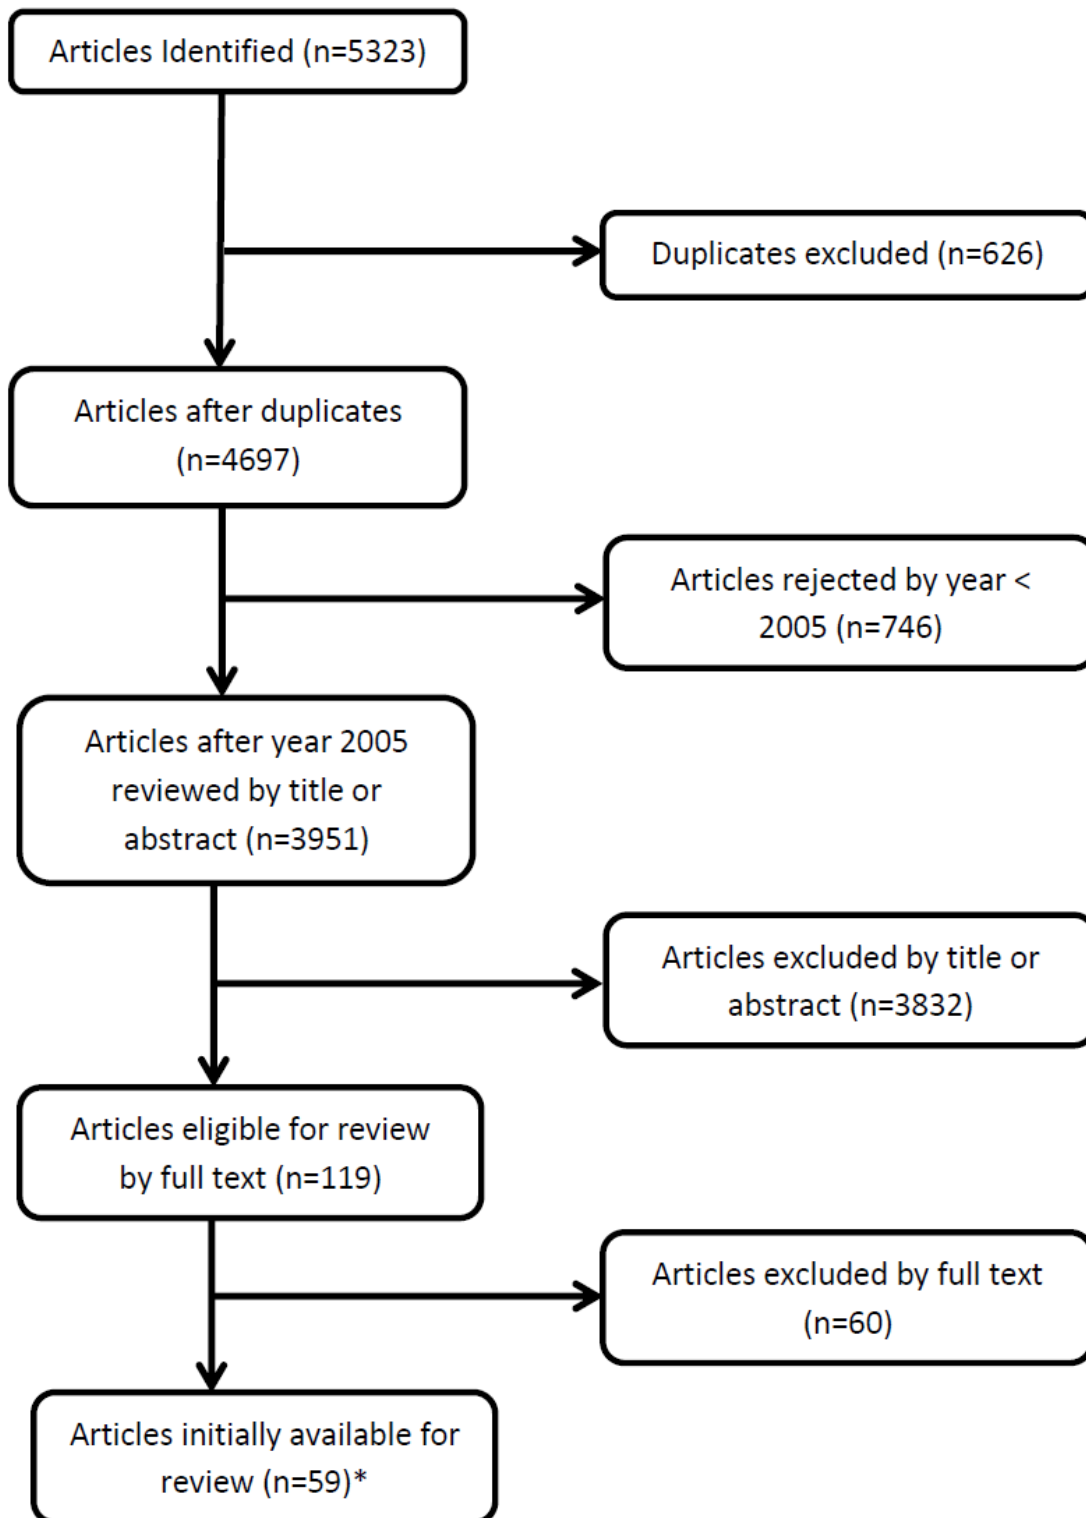 Articles Identified (n=5323)
Duplicates excluded (n=626)
Articles after duplicates
(n=4697)
Articles rejected by year <
2005 (n=746)
Articles after year 2005
reviewed by title or
abstract (n=3951)
Articles excluded by title or
abstract (n=3832)
Articles eligible for review
by full text (n=119)
Articles excluded by full text
(n=60)
Articles initially available for
review (n=59)*